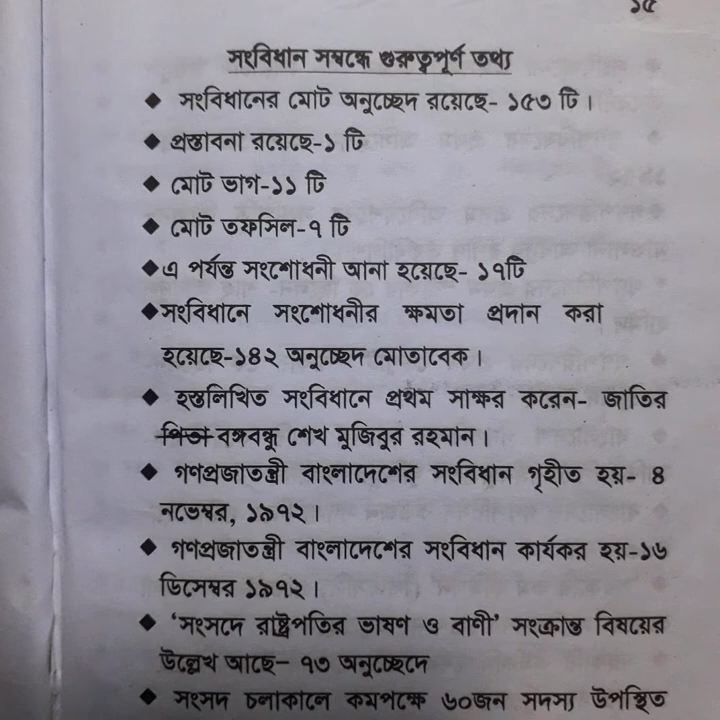 ১৫
সংবিধান সম্বন্ধে গুরুত্বপূর্ণ তথ্য
◆ সংবিধানের মোট অনুচ্ছেদ রয়েছে- ১৫৩ টি।
◆ প্রস্তাবনা রয়েছে-১ টি
◆ মোট ভাগ-১১ টি
◆ মোট তফসিল-৭ টি
◆ এ পর্যন্ত সংশোধনী আনা হয়েছে- ১৭টি
◆ সংবিধানে সংশোধনীর ক্ষমতা প্রদান করা
হয়েছে-১৪২ অনুচ্ছেদ মোতাবেক।
◆ হস্তলিখিত সংবিধানে প্রথম সাক্ষর করেন- জাতির
পিতা বঙ্গবন্ধু শেখ মুজিবুর রহমান।
◆ গণপ্রজাতন্ত্রী বাংলাদেশের সংবিধান গৃহীত হয়- ৪
নভেম্বর, ১৯৭২।
◆ গণপ্রজাতন্ত্রী বাংলাদেশের সংবিধান কার্যকর হয়-১৬
ডিসেম্বর ১৯৭২।
◆ ‘সংসদে রাষ্ট্রপতির ভাষণ ও বাণী’ সংক্রান্ত বিষয়ের
উল্লেখ আছে– ৭৩ অনুচ্ছেদে
◆ সংসদ চলাকালে কমপক্ষে ৬০জন সদস্য উপস্থিত